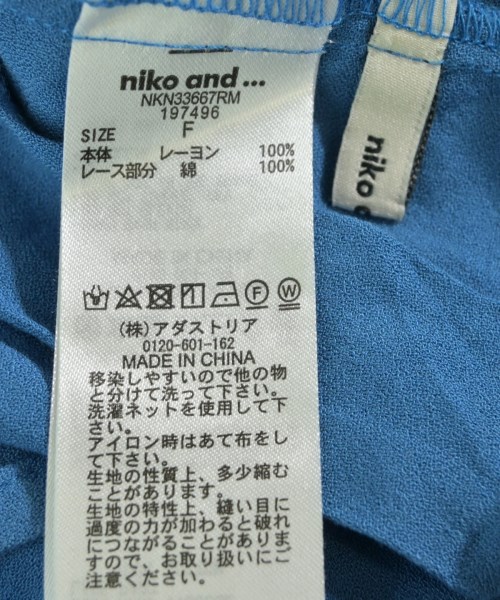 niko and ...
NKN33667RM
197496
SIZE F
本体 レーヨン 100%
レース部分 綿 100%
F W
(株) アダストリア
0120-601-162
MADE IN CHINA
移染しやすいので他の物
と分けて洗って下さい。
洗濯ネットを使用して下
さい。
アイロン時はあて布をし
て下さい。
生地の性質上、多少縮む
ことがあります。
生地の特性上、縫い目に
過度の力が加わると破れ
につながることがありま
すので、お取り扱いにご
注意ください。
niko